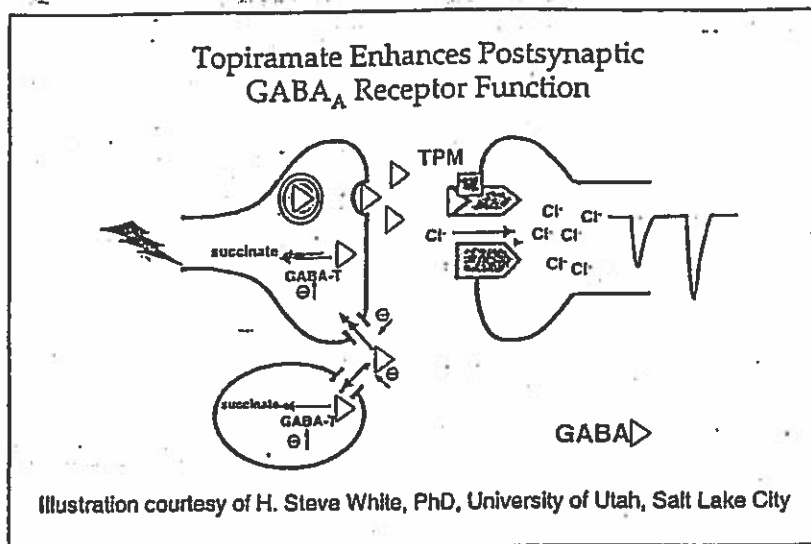 Topiramate Enhances Postsynaptic
GABA_A Receptor Function
TPM
Cl⁻
Cl⁻
Cl⁻
Cl⁻ Cl⁻
Cl⁻
Cl⁻
succinate
GABA-T
⊖
⊖
⊖
succinate
GABA-T
⊖
GABA
Illustration courtesy of H. Steve White, PhD, University of Utah, Salt Lake City